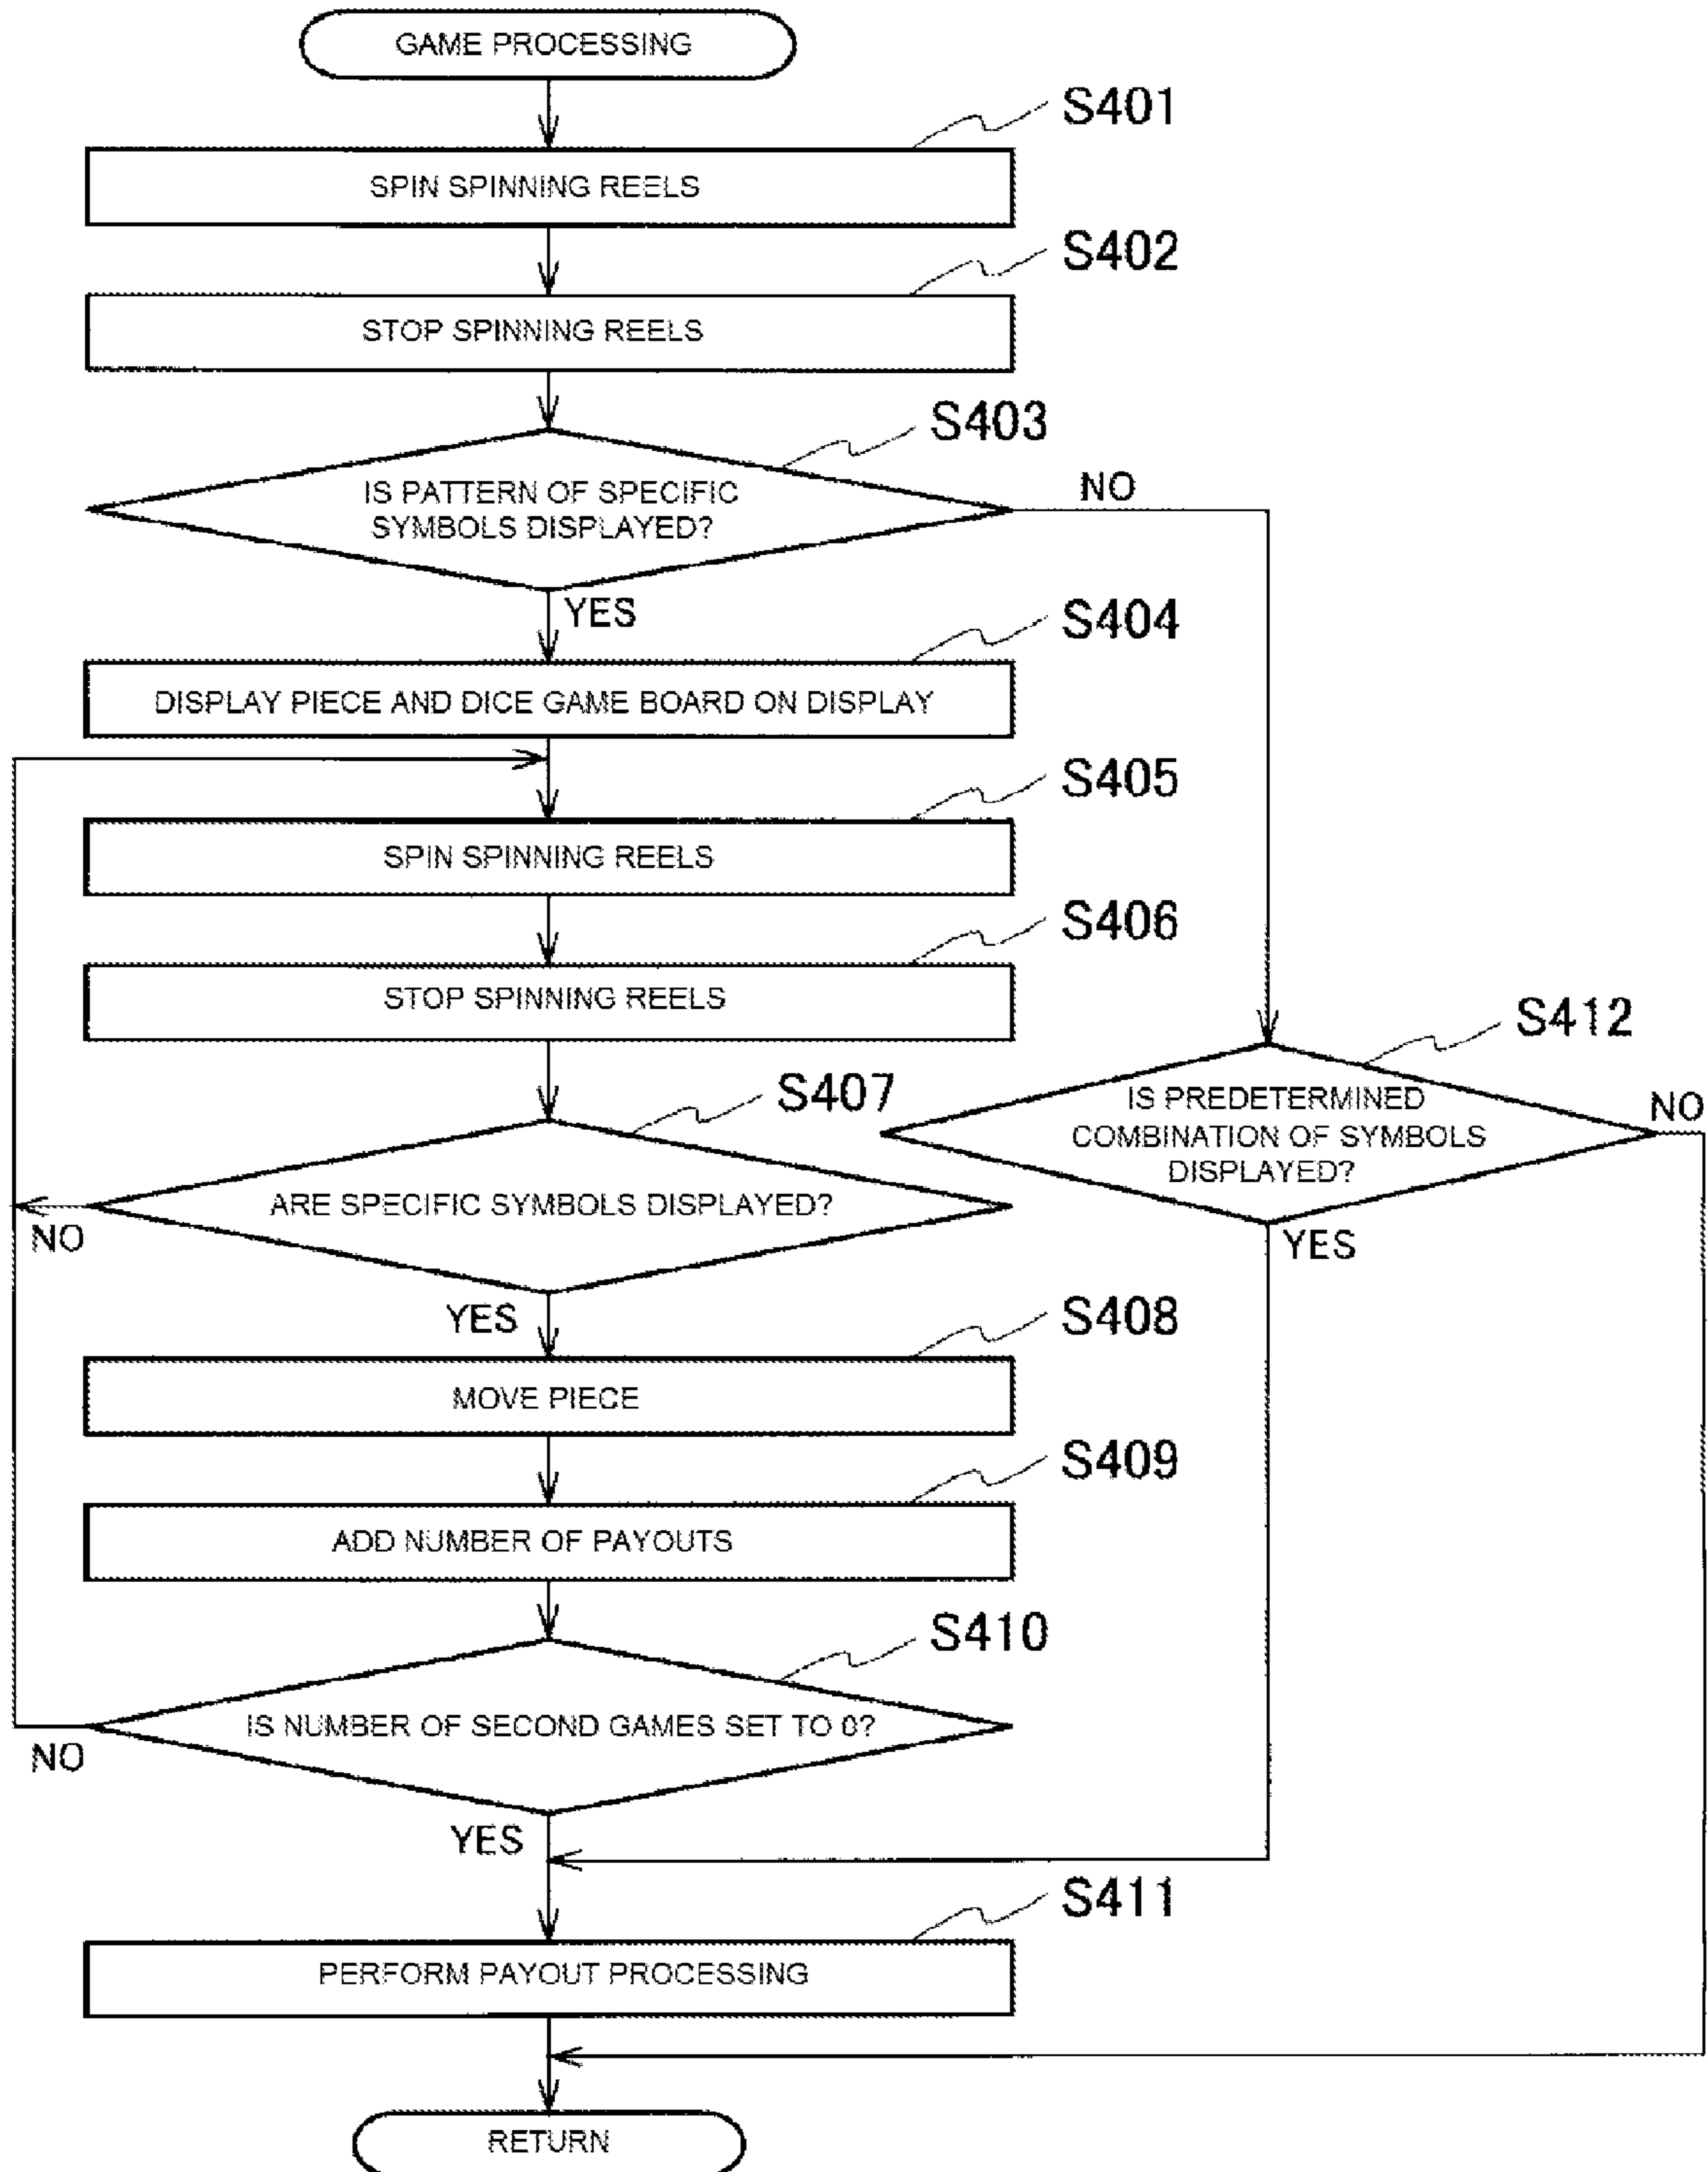 GAME PROCESSING
S401
SPIN SPINNING REELS
S402
STOP SPINNING REELS
S403
IS PATTERN OF SPECIFIC
SYMBOLS DISPLAYED?
NO
YES
S404
DISPLAY PIECE AND DICE GAME BOARD ON DISPLAY
S405
SPIN SPINNING REELS
S406
STOP SPINNING REELS
S412
IS PREDETERMINED
COMBINATION OF SYMBOLS
DISPLAYED?
NO
YES
S407
ARE SPECIFIC SYMBOLS DISPLAYED?
NO
YES
S408
MOVE PIECE
S409
ADD NUMBER OF PAYOUTS
S410
IS NUMBER OF SECOND GAMES SET TO 0?
NO
YES
S411
PERFORM PAYOUT PROCESSING
RETURN